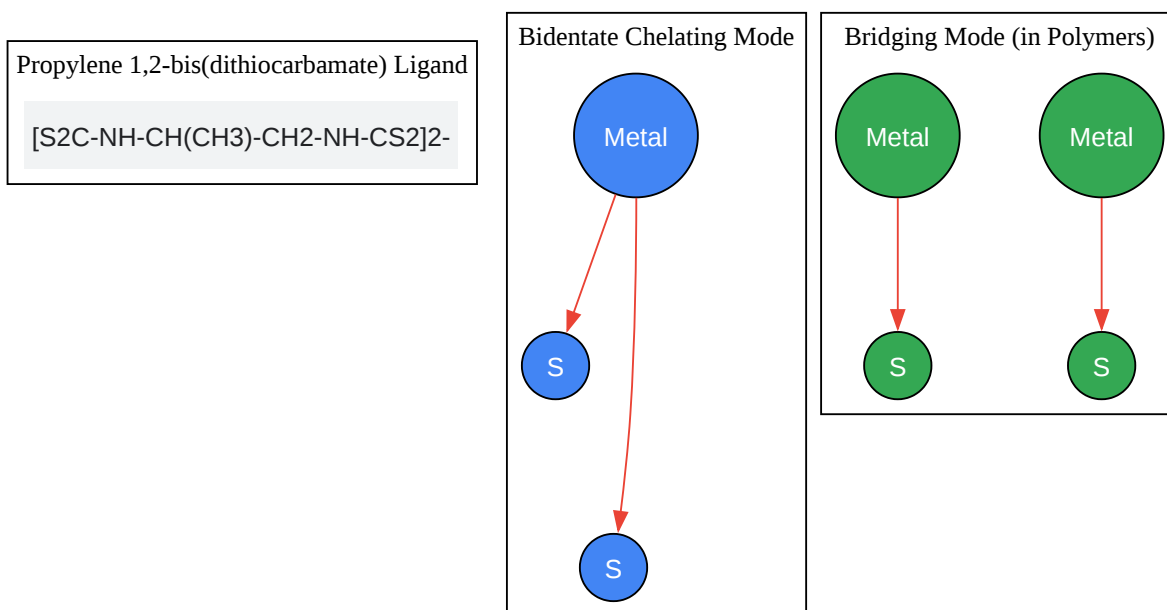 Propylene 1,2-bis(dithiocarbamate) Ligand
[S2C-NH-CH(CH3)-CH2-NH-CS2]2-
Bidentate Chelating Mode
Metal
S
S
Bridging Mode (in Polymers)
Metal
Metal
S
S